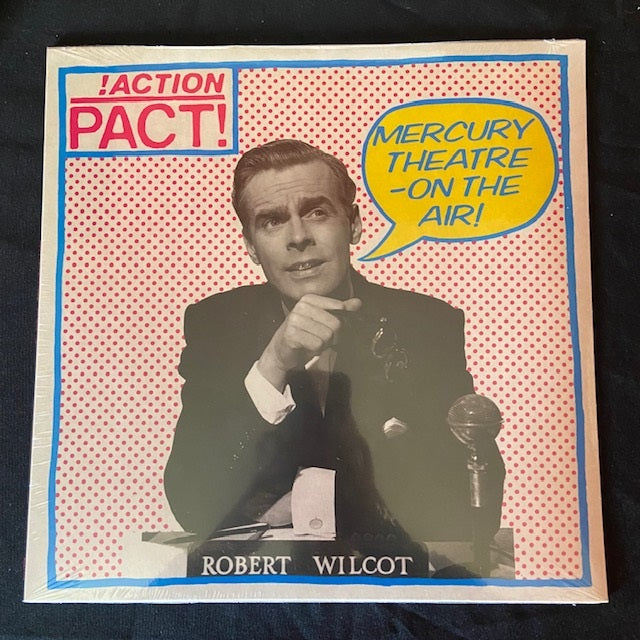 !ACTION
PACT!
MERCURY
THEATRE
-ON THE
AIR!
ROBERT WILCOT